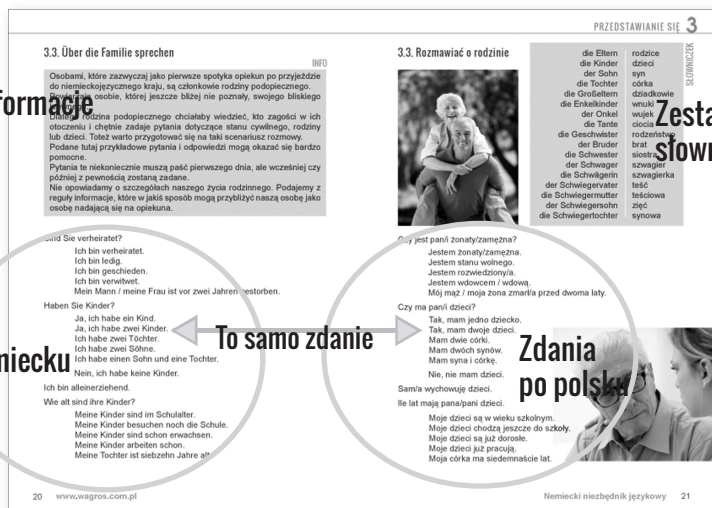 PRZEDSTAWIANIE SIĘ 3
3.3. Über die Familie sprechen
INFO
Osobami, które zazwyczaj jako pierwsze spotyka opiekun po przyjeździe
do niemieckojęzycznego kraju, są członkowie rodziny podopiecznego.
osobie, której jeszcze bliżej nie poznały, swojego bliskiego
rodzina podopiecznego chciałaby wiedzieć, kto zagości w ich
otoczeniu i chętnie zadaje pytania dotyczące stanu cywilnego, rodziny
lub dzieci. Toteż warto przygotować się na taki scenariusz rozmowy.
Podane tutaj przykładowe pytania i odpowiedzi mogą okazać się bardzo
pomocne.
Pytania te niekoniecznie muszą paść pierwszego dnia, ale wcześniej czy
później z pewnością zostaną zadane.
Nie opowiadamy o szczegółach naszego życia rodzinnego. Podajemy z
reguły informacje, które w jakiś sposób mogą przybliżyć naszą osobę jako
osobę nadającą się na opiekuna.
formacje
Sind Sie verheiratet?
Ich bin verheiratet.
Ich bin ledig.
Ich bin geschieden.
Ich bin verwitwet.
Mein Mann / meine Frau ist vor zwei Jahren gestorben.
Haben Sie Kinder?
Ja, ich habe ein Kind.
Ja, ich habe zwei Kinder.
Ich habe zwei Töchter.
Ich habe zwei Söhne.
Ich habe einen Sohn und eine Tochter.
Nein, ich habe keine Kinder.
Ich bin alleinerziehend.
Wie alt sind ihre Kinder?
Meine Kinder sind im Schulalter.
Meine Kinder besuchen noch die Schule.
Meine Kinder sind schon erwachsen.
Meine Kinder arbeiten schon.
Meine Tochter ist siebzehn Jahre alt
miecku
To samo zdanie
20 www.wagros.com.pl
3.3. Rozmawiać o rodzinie
SŁOWNICZEK
die Eltern rodzice
die Kinder dzieci
der Sohn syn
die Tochter córka
die Großeltern dziadkowie
die Enkelkinder wnuki
der Onkel wujek
die Tante ciocia
die Geschwister rodzeństwo
der Bruder brat
die Schwester siostra
der Schwager szwagier
die Schwägerin szwagierka
der Schwiegervater teść
die Schwiegermutter teściowa
der Schwiegersohn zięć
die Schwiegertochter synowa
Zesta
słown
Czy jest pan/i żonaty/zamężna?
Jestem żonaty/zamężna.
Jestem stanu wolnego.
Jestem rozwiedziony/a.
Jestem wdowcem / wdową.
Mój mąż / moja żona zmarł/a przed dwoma laty.
Czy ma pan/i dzieci?
Tak, mam jedno dziecko.
Tak, mam dwoje dzieci.
Mam dwie córki.
Mam dwóch synów.
Mam syna i córkę.
Nie, nie mam dzieci.
Sam/a wychowuję dzieci.
Ile lat mają pana/pani dzieci.
Moje dzieci są w wieku szkolnym.
Moje dzieci chodzą jeszcze do szkoły.
Moje dzieci są już dorosłe.
Moje dzieci już pracują.
Moja córka ma siedemnaście lat.
Zdania
po polsku
Nemiecki niezbędnik językowy 21